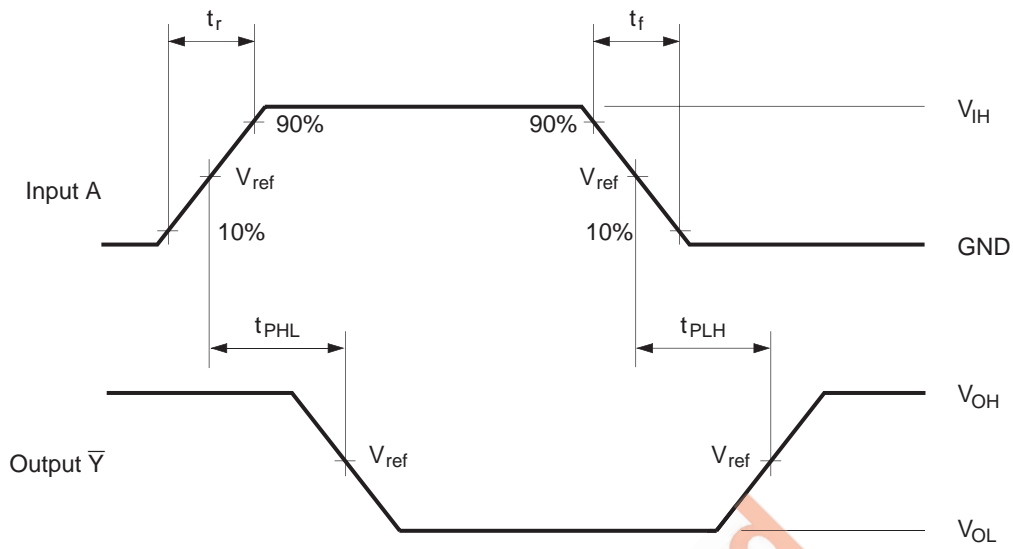 tr
tf
90%
90%
VIH
Input A
Vref
Vref
10%
10%
GND
tPHL
tPLH
VOH
Output Y̅
Vref
Vref
VOL